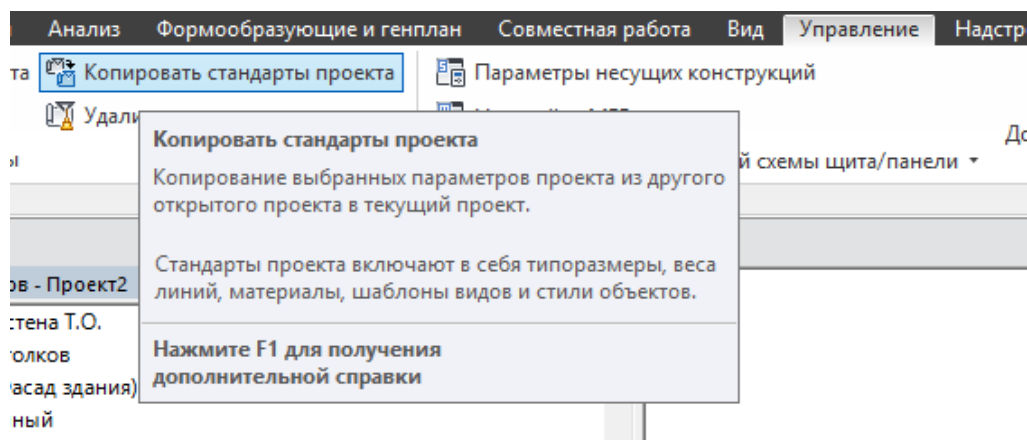 Анализ Формообразующие и генплан Совместная работа Вид Управление Надстр
та Копировать стандарты проекта Параметры несущих конструкций
Удали
Копировать стандарты проекта
ы й схемы щита/панели
Копирование выбранных параметров проекта из другого
открытого проекта в текущий проект.
Стандарты проекта включают в себя типоразмеры, веса
линий, материалы, шаблоны видов и стили объектов.
ов - Проект2
стена Т.О.
Нажмите F1 для получения
дополнительной справки
толков
асад здания)
ный